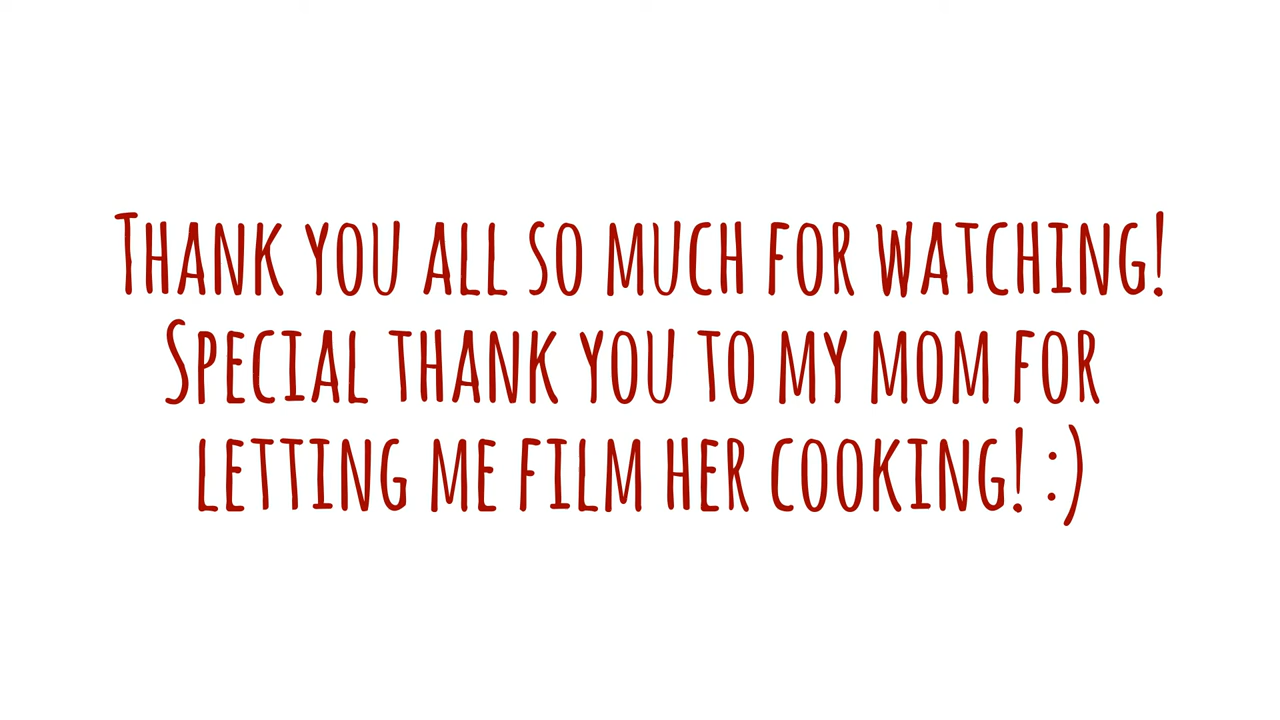 Thank you all so much for watching!
Special thank you to my mom for
letting me film her cooking! :)